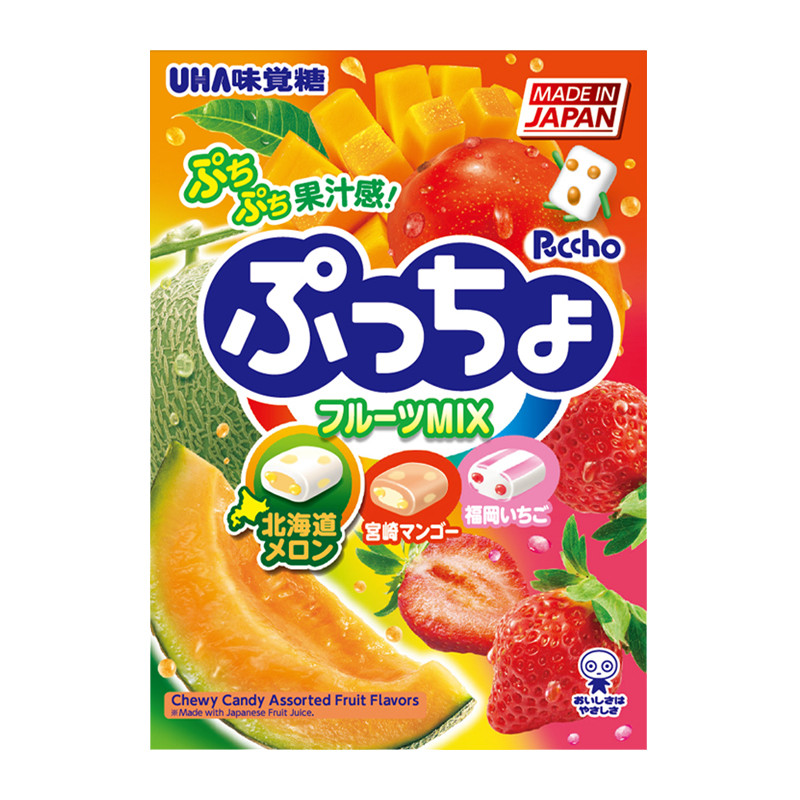 UHA味覚糖
MADE IN
JAPAN
ぷちぷち果汁感!
Puccho
ぷっちょ
フルーツMIX
北海道
メロン
宮崎マンゴー
福岡いちご
Chewy Candy Assorted Fruit Flavors
※Made with Japanese Fruit Juice.
おいしさは
やさしさ